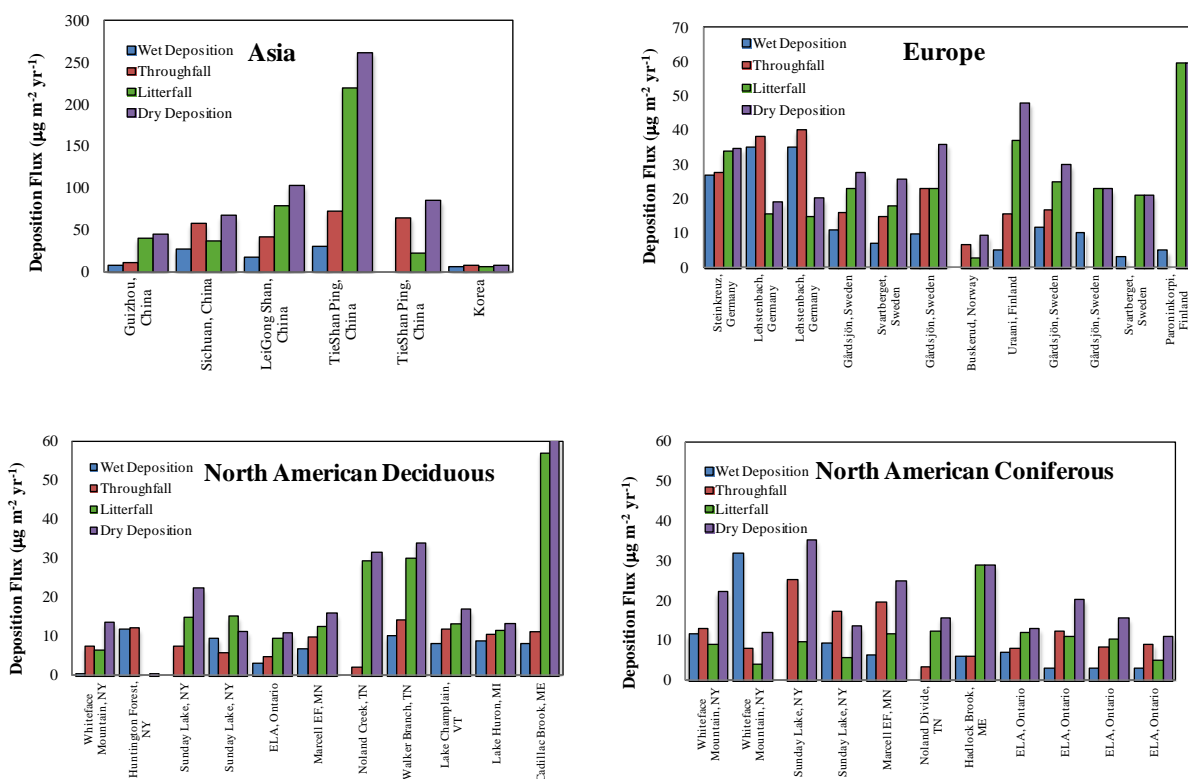 Asia
Deposition Flux (µg m-2 yr-1)
300
250
200
150
100
50
0
Wet Deposition
Throughfall
Litterfall
Dry Deposition
Guizhou,
China
Sichuan, China
LeiGong Shan,
China
TieShanPing,
China
TieShanPing,
China
Korea
Europe
Deposition Flux (µg m-2 yr-1)
70
60
50
40
30
20
10
0
Wet Deposition
Throughfall
Litterfall
Dry Deposition
Steinkreuz,
Germany
Lehstenbach,
Germany
Lehstenbach,
Germany
Gårdsjön, Sweden
Svartberget,
Sweden
Gårdsjön, Sweden
Buskerud, Norway
Uraani, Finland
Gårdsjön, Sweden
Gårdsjön, Sweden
Svartberget,
Sweden
Paroninkorpi,
Finland
North American Deciduous
Deposition Flux (µg m-2 yr-1)
60
50
40
30
20
10
0
Wet Deposition
Throughfall
Litterfall
Dry Deposition
Whiteface
Mountain, NY
Huntington Forest,
NY
Sunday Lake, NY
Sunday Lake, NY
ELA, Ontario
Marcell EF, MN
Noland Creek, TN
Walker Branch, TN
Lake Champlain,
VT
Lake Huron, MI
Cadillac Brook, ME
North American Coniferous
Deposition Flux (µg m-2 yr-1)
60
50
40
30
20
10
0
Wet Deposition
Throughfall
Litterfall
Dry Deposition
Whiteface
Mountain, NY
Whiteface
Mountain, NY
Sunday Lake, NY
Sunday Lake, NY
Marcell EF, MN
Noland Divide,
TN
Hadlock Brook,
ME
ELA, Ontario
ELA, Ontario
ELA, Ontario
ELA, Ontario